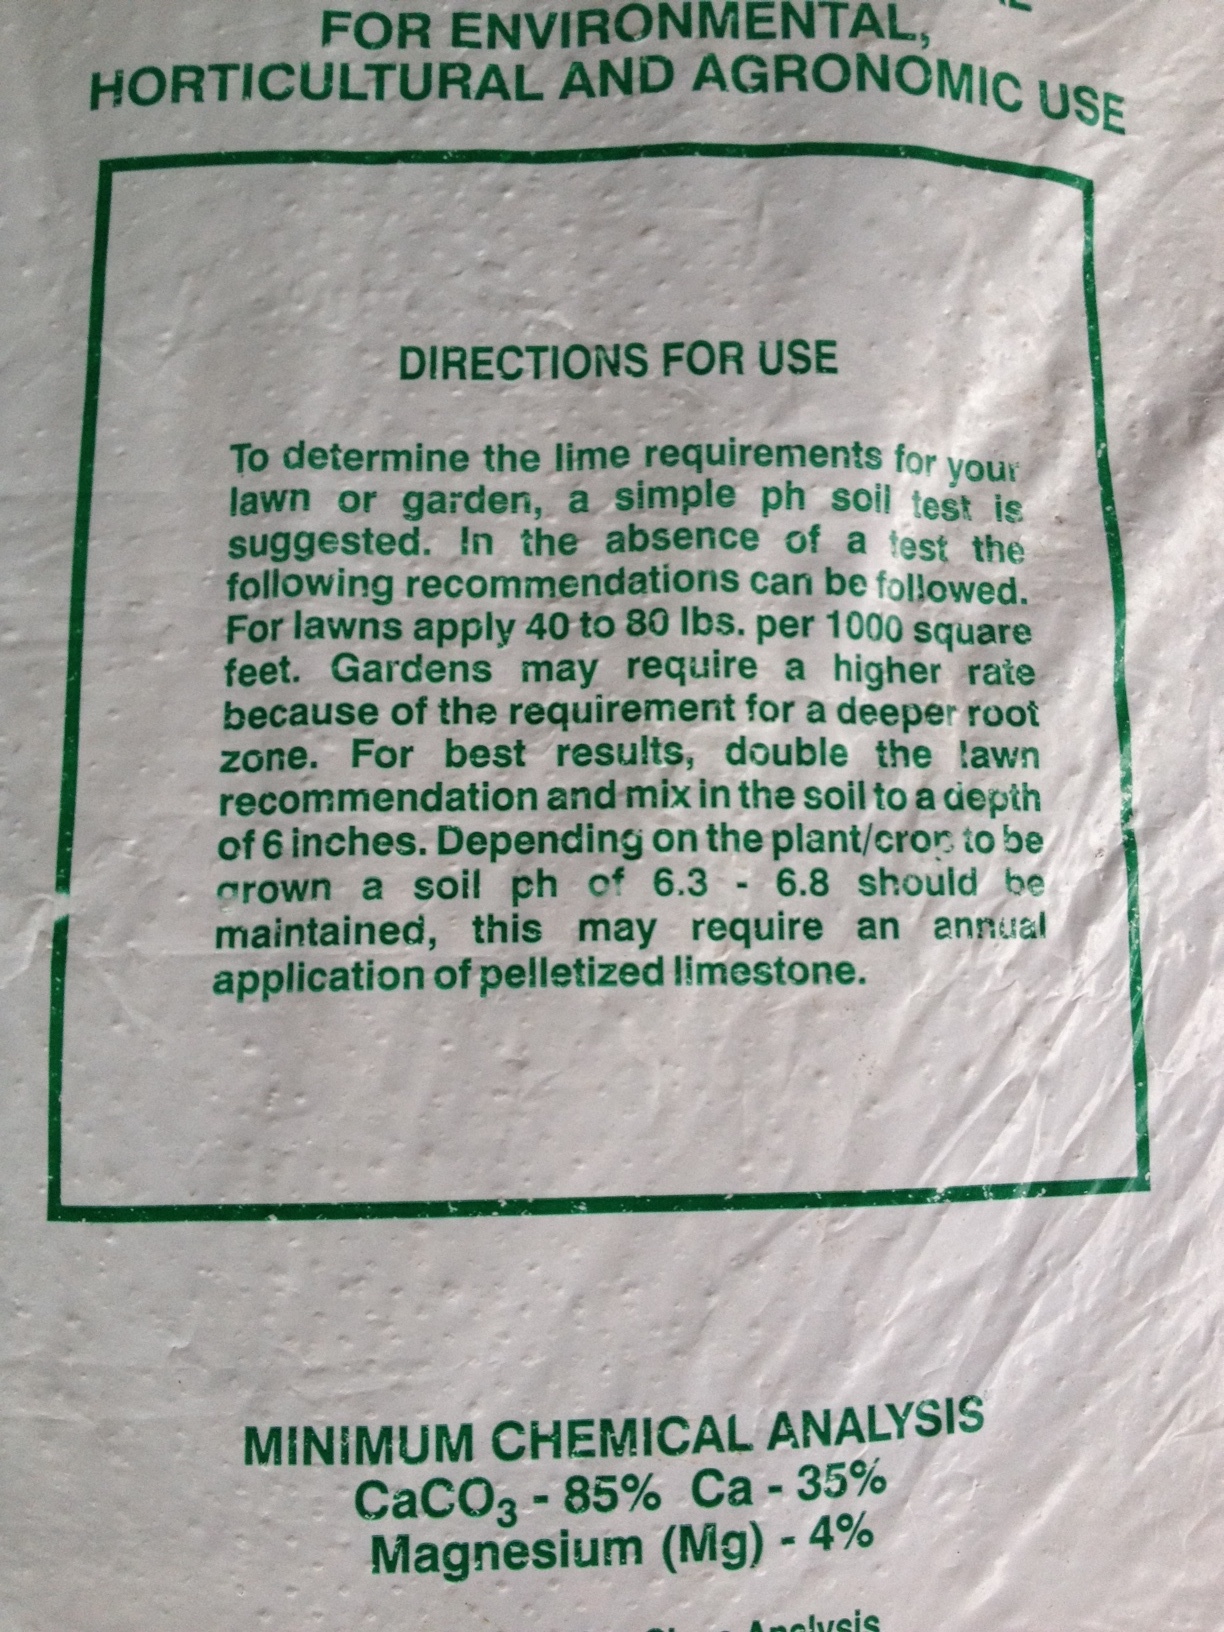 FOR ENVIRONMENTAL,
HORTICULTURAL AND AGRONOMIC USE
DIRECTIONS FOR USE
To determine the lime requirements for your
lawn or garden, a simple ph soil test is
suggested. In the absence of a test the
following recommendations can be followed.
For lawns apply 40 to 80 lbs. per 1000 square
feet. Gardens may require a higher rate
because of the requirement for a deeper root
zone. For best results, double the lawn
recommendation and mix in the soil to a depth
of 6 inches. Depending on the plant/crop to be
grown a soil ph of 6.3 - 6.8 should be
maintained, this may require an annual
application of pelletized limestone.
MINIMUM CHEMICAL ANALYSIS
CaCO₃ - 85% Ca - 35%
Magnesium (Mg) - 4%
Analysis